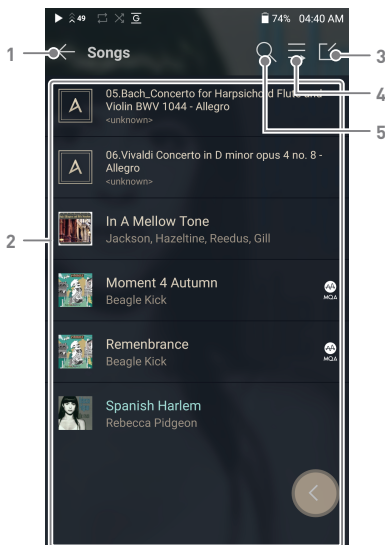 49 G 74% 04:40 AM
1 Songs 3
4
5
05.Bach_Concerto for Harpsichord Flute and
Violin BWV 1044 - Allegro
<unknown>
06.Vivaldi Concerto in D minor opus 4 no. 8 -
Allegro
<unknown>
2
In A Mellow Tone
Jackson, Hazeltine, Reedus, Gill
Moment 4 Autumn
Beagle Kick
MQA
Remenbrance
Beagle Kick
MQA
Spanish Harlem
Rebecca Pidgeon